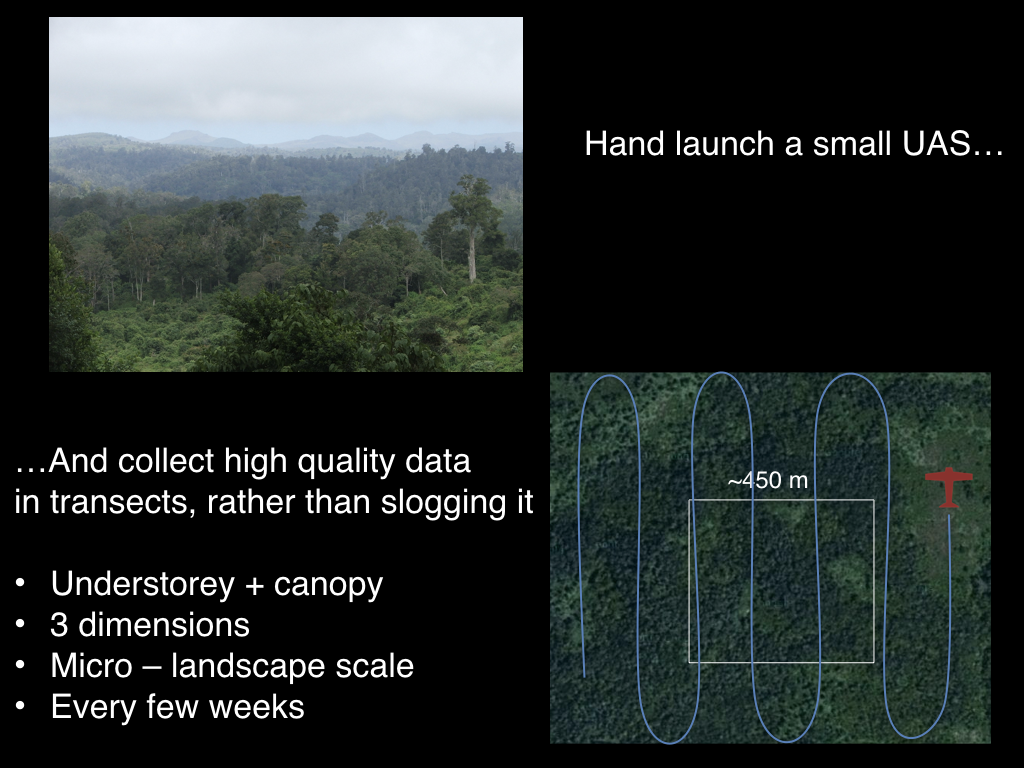 Hand launch a small UAS…
…And collect high quality data
in transects, rather than slogging it
• Understorey + canopy
• 3 dimensions
• Micro – landscape scale
• Every few weeks
~450 m